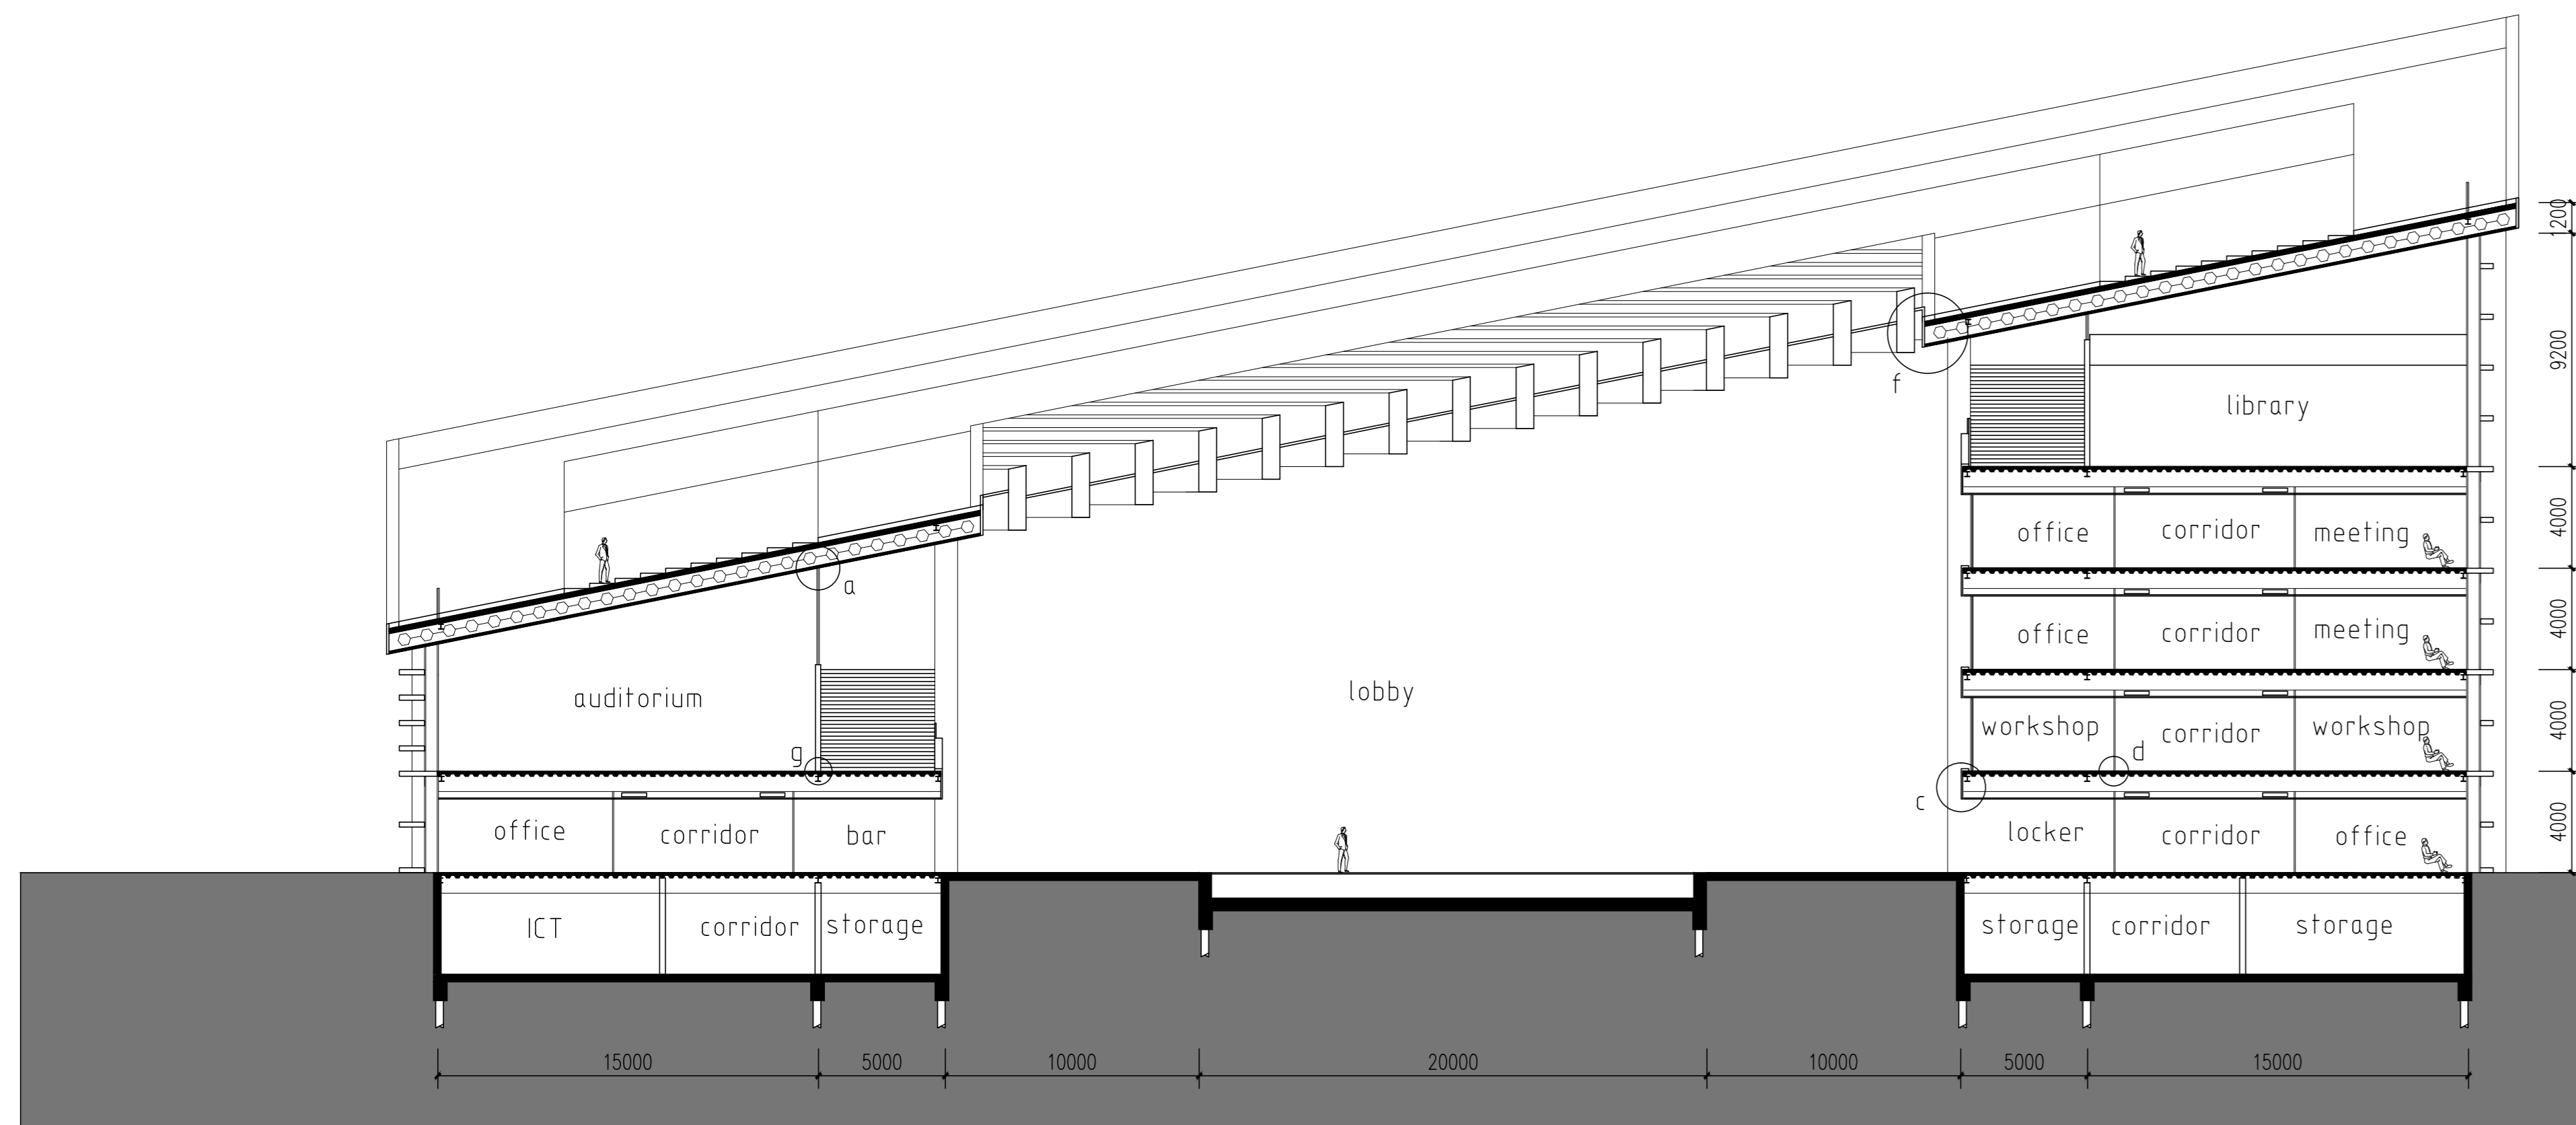 1200
9200
f
library
4000
office corridor meeting
a
4000
office corridor meeting
lobby
auditorium
4000
workshop corridor workshop
g
d
c
4000
office corridor bar
locker corridor office
ICT corridor storage
storage corridor storage
15000 5000 10000 20000 10000 5000 15000